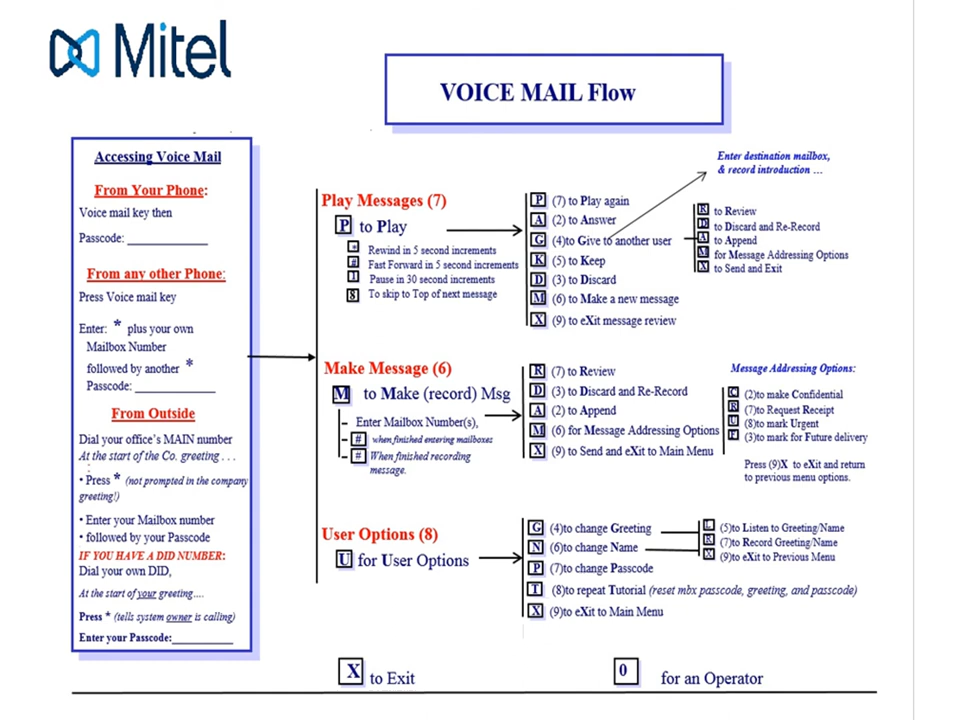 Mitel
VOICE MAIL Flow
Accessing Voice Mail
From Your Phone:
Voice mail key then
Passcode: ______________
From any other Phone:
Press Voice mail key
Enter: * plus your own
Mailbox Number
followed by another *
Passcode: ______________
From Outside
Dial your office's MAIN number
At the start of the Co. greeting . . .
• Press * (not prompted in the company
greeting!)
• Enter your Mailbox number
• followed by your Passcode
IF YOU HAVE A DID NUMBER:
Dial your own DID,
At the start of your greeting....
Press * (tells system owner is calling)
Enter your Passcode:____________
Play Messages (7)
P to Play
* Rewind in 5 second increments
# Fast Forward in 5 second increments
1 Pause in 30 second increments
8 To skip to Top of next message
P (7) to Play again
A (2) to Answer
G (4)to Give to another user
K (5) to Keep
D (3) to Discard
M (6) to Make a new message
X (9) to eXit message review
Enter destination mailbox,
& record introduction ...
R to Review
D to Discard and Re-Record
A to Append
M for Message Addressing Options
X to Send and Exit
Make Message (6)
M to Make (record) Msg
Enter Mailbox Number(s),
# when finished entering mailboxes
# When finished recording
message.
R (7) to Review
D (3) to Discard and Re-Record
A (2) to Append
M (6) for Message Addressing Options
X (9) to Send and eXit to Main Menu
Message Addressing Options:
C (2)to make Confidential
R (7)to Request Receipt
U (8)to mark Urgent
F (3)to mark for Future delivery
Press (9)X to eXit and return
to previous menu options.
User Options (8)
U for User Options
G (4)to change Greeting
N (6)to change Name
P (7)to change Passcode
T (8)to repeat Tutorial (reset mbx passcode, greeting, and passcode)
X (9)to eXit to Main Menu
L (5)to Listen to Greeting/Name
R (7)to Record Greeting/Name
X (9)to eXit to Previous Menu
X to Exit
0 for an Operator